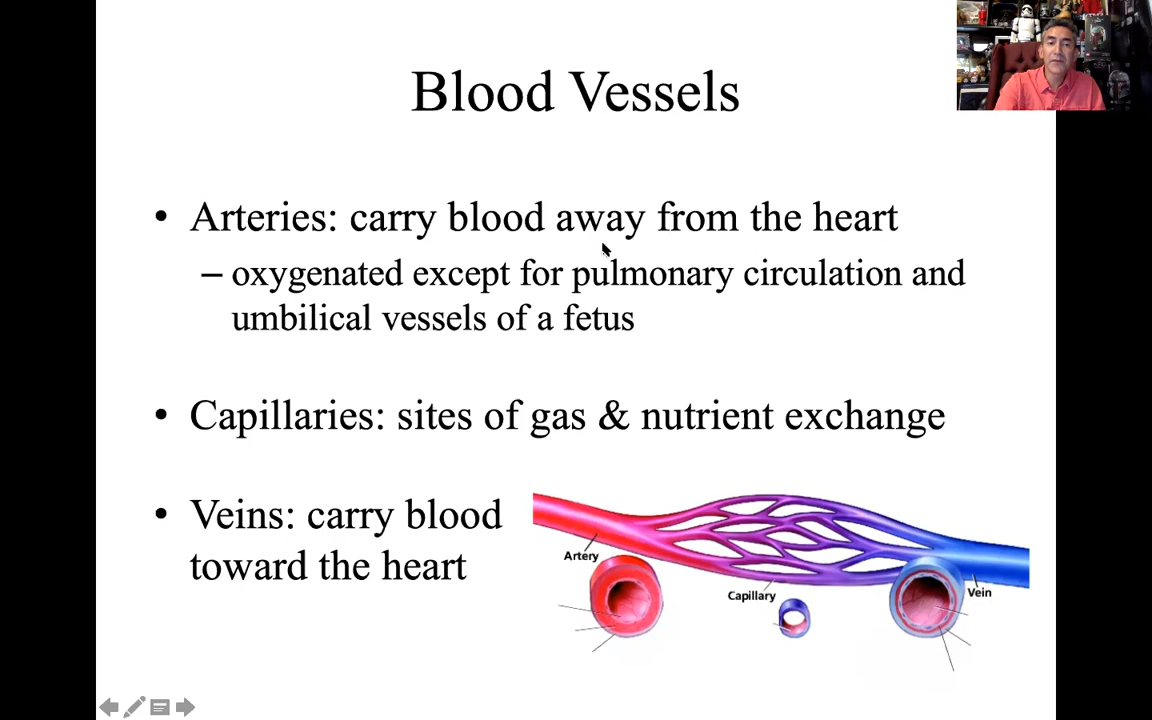 Blood Vessels
• Arteries: carry blood away from the heart
– oxygenated except for pulmonary circulation and
umbilical vessels of a fetus
• Capillaries: sites of gas & nutrient exchange
• Veins: carry blood
toward the heart
Artery
Capillary
Vein